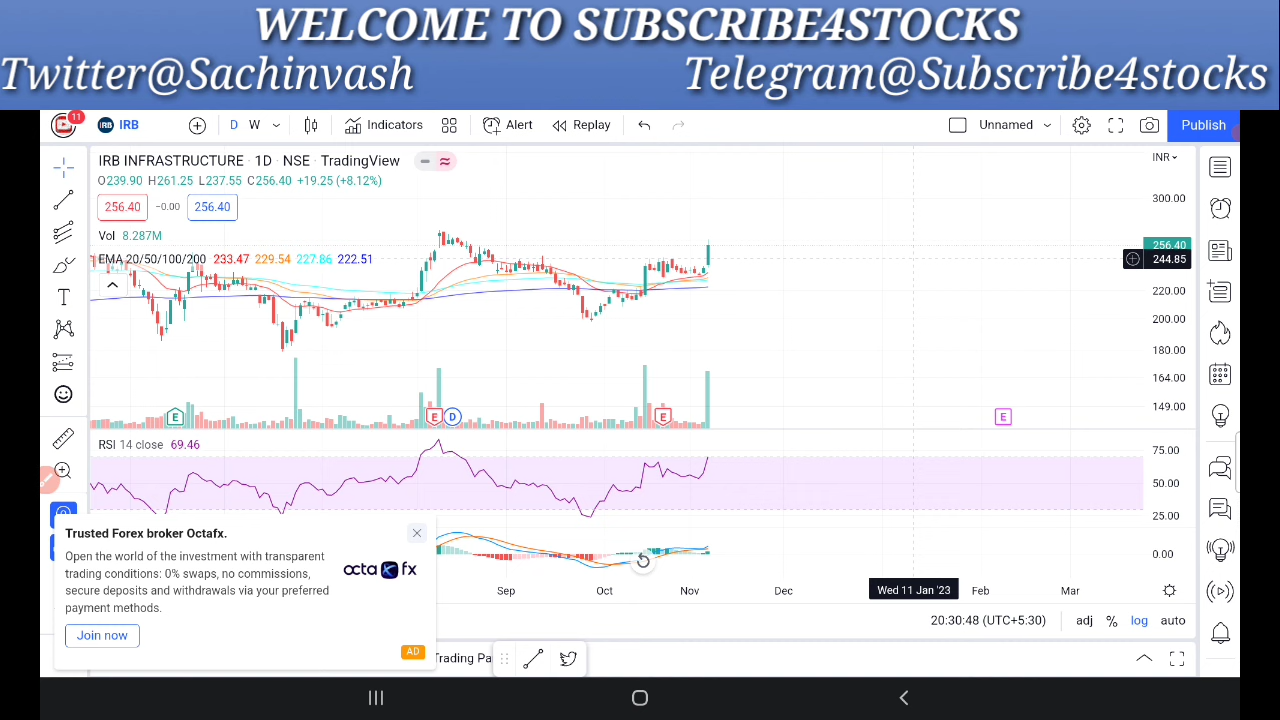 WELCOME TO SUBSCRIBE4STOCKS
Twitter@Sachinvash Telegram@Subscribe4stocks
11 IRB IRB D W Indicators Alert Replay Unnamed Publish
IRB INFRASTRUCTURE · 1D · NSE · TradingView INR
O239.90 H261.25 L237.55 C256.40 +19.25 (+8.12%)
300.00
256.40 −0.00 256.40
Vol 8.287M
256.40
EMA 20/50/100/200 233.47 229.54 227.86 222.51
244.85
220.00
200.00
180.00
164.00
149.00
E E D E E
RSI 14 close 69.46
75.00
50.00
25.00
0.00
Trusted Forex broker Octafx.
Open the world of the investment with transparent
trading conditions: 0% swaps, no commissions,
secure deposits and withdrawals via your preferred
payment methods.
octa fx
Join now
AD
Sep Oct Nov Dec Wed 11 Jan '23 Feb Mar
20:30:48 (UTC+5:30) adj % log auto
Trading Pa